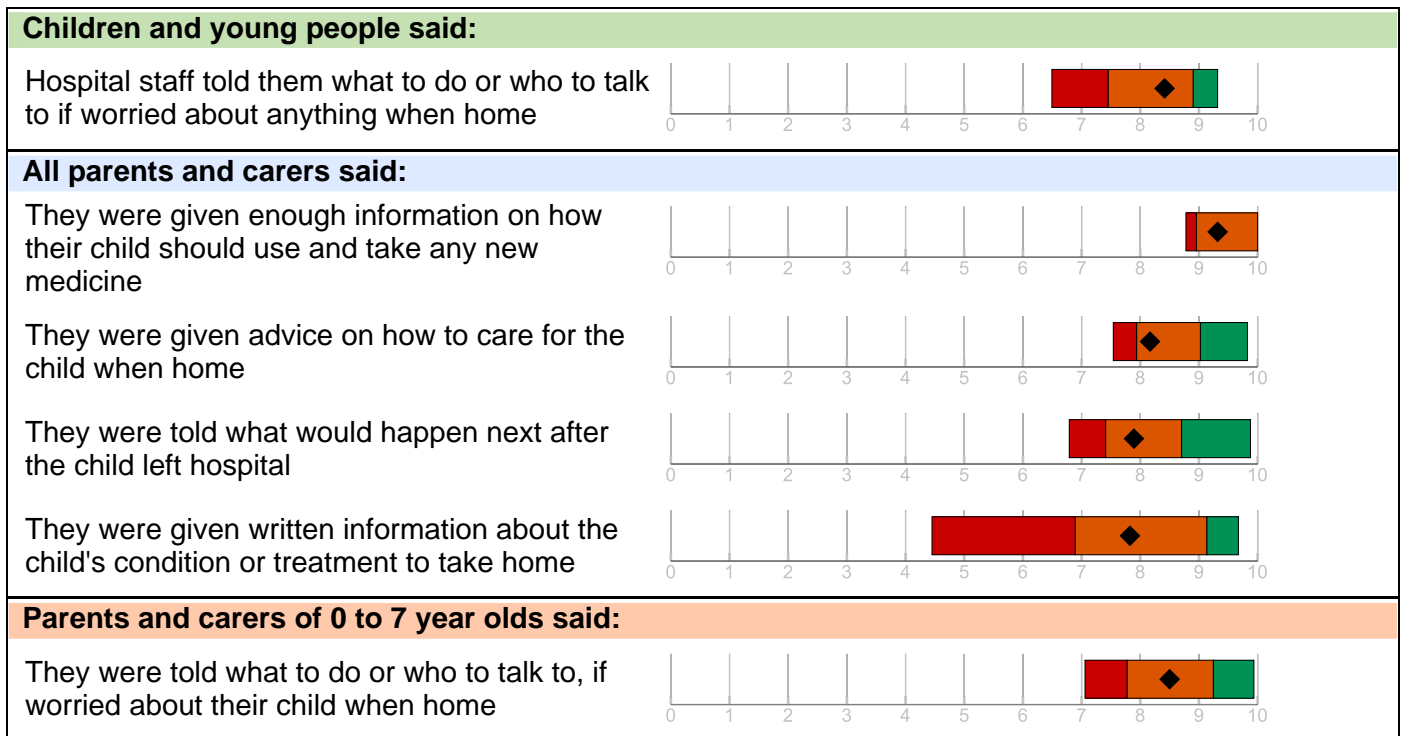 Children and young people said:
Hospital staff told them what to do or who to talk
to if worried about anything when home
0 1 2 3 4 5 6 7 8 9 10
All parents and carers said:
They were given enough information on how
their child should use and take any new
medicine
0 1 2 3 4 5 6 7 8 9 10
They were given advice on how to care for the
child when home
0 1 2 3 4 5 6 7 8 9 10
They were told what would happen next after
the child left hospital
0 1 2 3 4 5 6 7 8 9 10
They were given written information about the
child's condition or treatment to take home
0 1 2 3 4 5 6 7 8 9 10
Parents and carers of 0 to 7 year olds said:
They were told what to do or who to talk to, if
worried about their child when home
0 1 2 3 4 5 6 7 8 9 10